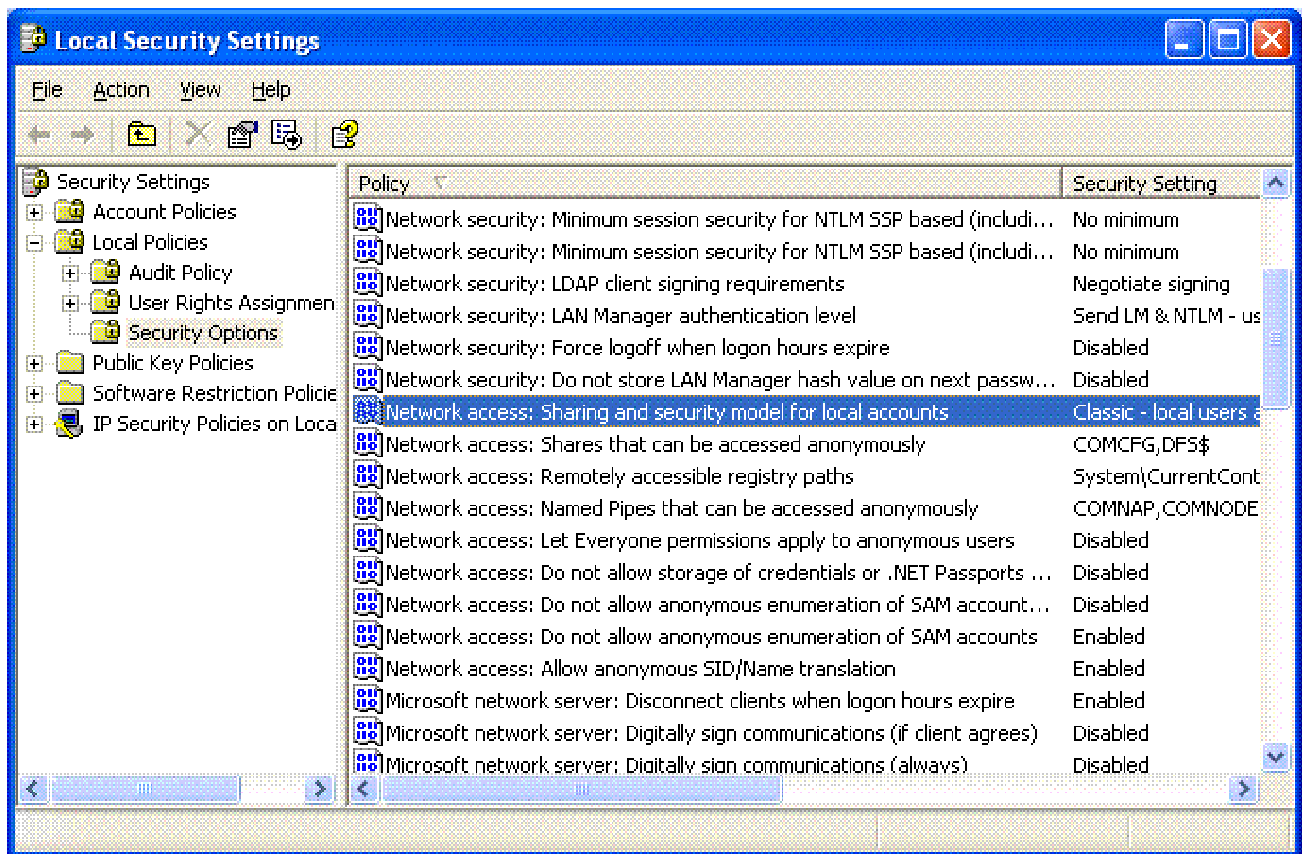 Local Security Settings
File Action View Help
Security Settings
Account Policies
Local Policies
Audit Policy
User Rights Assignmen
Security Options
Public Key Policies
Software Restriction Policie
IP Security Policies on Loca
Policy Security Setting
Network security: Minimum session security for NTLM SSP based (includi... No minimum
Network security: Minimum session security for NTLM SSP based (includi... No minimum
Network security: LDAP client signing requirements Negotiate signing
Network security: LAN Manager authentication level Send LM & NTLM - us
Network security: Force logoff when logon hours expire Disabled
Network security: Do not store LAN Manager hash value on next passw... Disabled
Network access: Sharing and security model for local accounts Classic - local users a
Network access: Shares that can be accessed anonymously COMCFG,DFS$
Network access: Remotely accessible registry paths System\CurrentCont
Network access: Named Pipes that can be accessed anonymously COMNAP,COMNODE
Network access: Let Everyone permissions apply to anonymous users Disabled
Network access: Do not allow storage of credentials or .NET Passports ... Disabled
Network access: Do not allow anonymous enumeration of SAM account... Disabled
Network access: Do not allow anonymous enumeration of SAM accounts Enabled
Network access: Allow anonymous SID/Name translation Enabled
Microsoft network server: Disconnect clients when logon hours expire Enabled
Microsoft network server: Digitally sign communications (if client agrees) Disabled
Microsoft network server: Digitally sign communications (always) Disabled